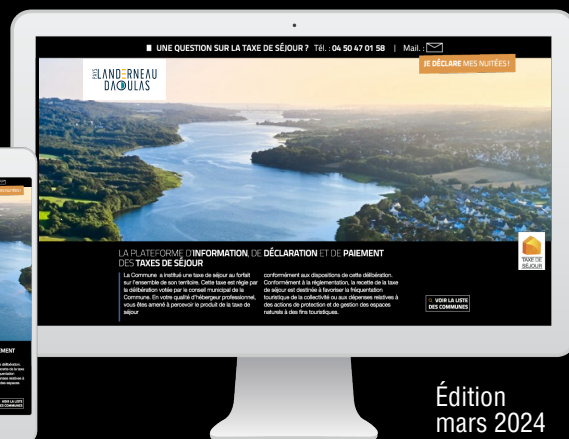 UNE QUESTION SUR LA TAXE DE SÉJOUR ? Tél. : 04 50 47 01 58 | Mail. :
JE DÉCLARE MES NUITÉES !
PAYS
LANDERNEAU
DAOULAS
TAXE DE
SÉJOUR
LA PLATEFORME D'INFORMATION, DE DÉCLARATION ET DE PAIEMENT
DES TAXES DE SÉJOUR
La Commune a institué une taxe de séjour au forfait
sur l'ensemble de son territoire. Cette taxe est régie par
la délibération votée par le conseil municipal de la
Commune. En votre qualité d'hébergeur professionnel,
vous êtes amené à percevoir le produit de la taxe de
séjour
conformément aux dispositions de cette délibération.
Conformément à la réglementation, la recette de la taxe
de séjour est destinée à favoriser la fréquentation
touristique de la collectivité ou aux dépenses relatives à
des actions de protection et de gestion des espaces
naturels à des fins touristiques.
VOIR LA LISTE
DES COMMUNES
Édition
mars 2024